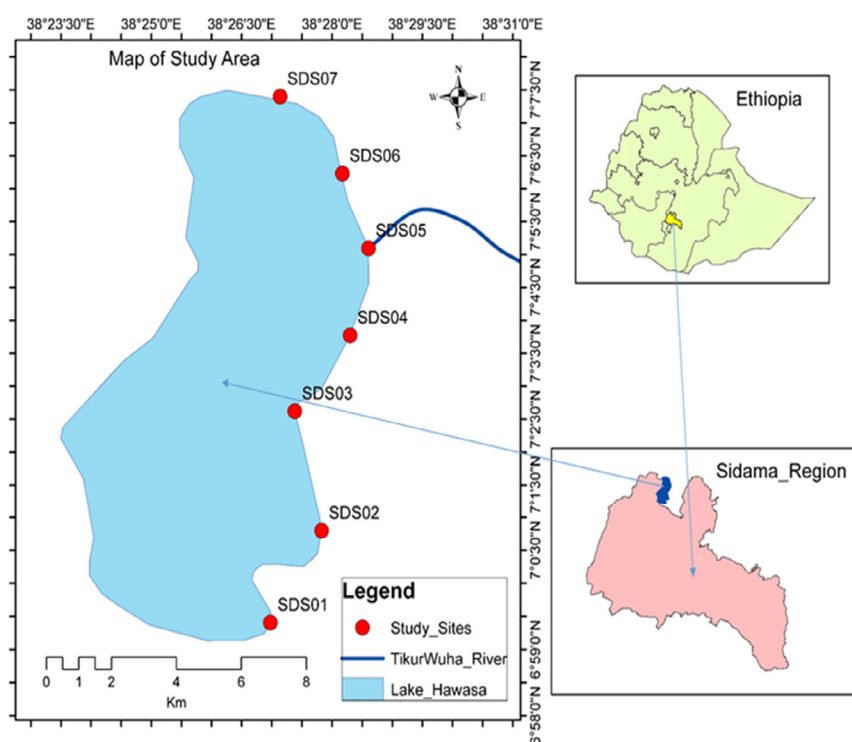 38°23'30"E 38°25'0"E 38°26'30"E 38°28'0"E 38°29'30"E 38°31'0"E
Map of Study Area
N
W E
S
SDS07
SDS06
SDS05
SDS04
SDS03
SDS02
SDS01
7°7'30"N
7°6'30"N
7°5'30"N
7°4'30"N
7°3'30"N
7°2'30"N
7°1'30"N
7°0'30"N
6°59'0"N
6°58'0"N
0 1 2 4 6 8
Km
Legend
Study_Sites
TikurWuha_River
Lake_Hawasa
Ethiopia
Sidama_Region